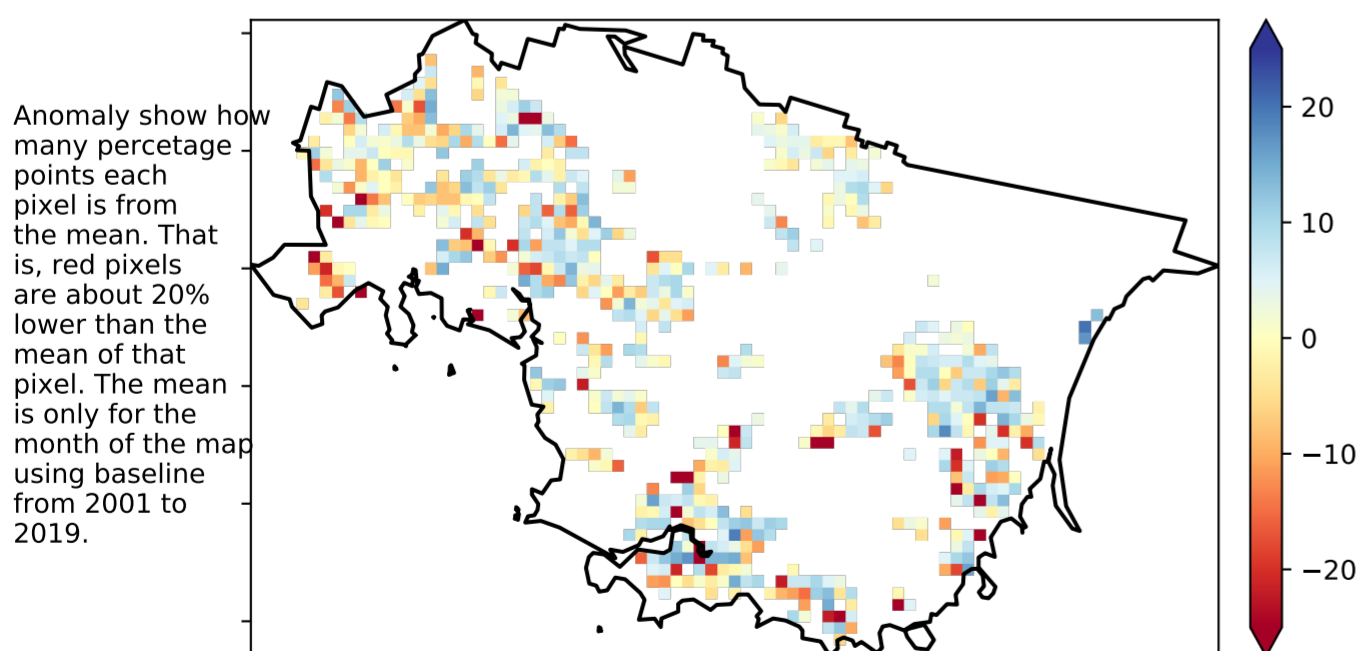 Anomaly show how
many percetage
points each
pixel is from
the mean. That
is, red pixels
are about 20%
lower than the
mean of that
pixel. The mean
is only for the
month of the map
using baseline
from 2001 to
2019.
20
10
0
−10
−20